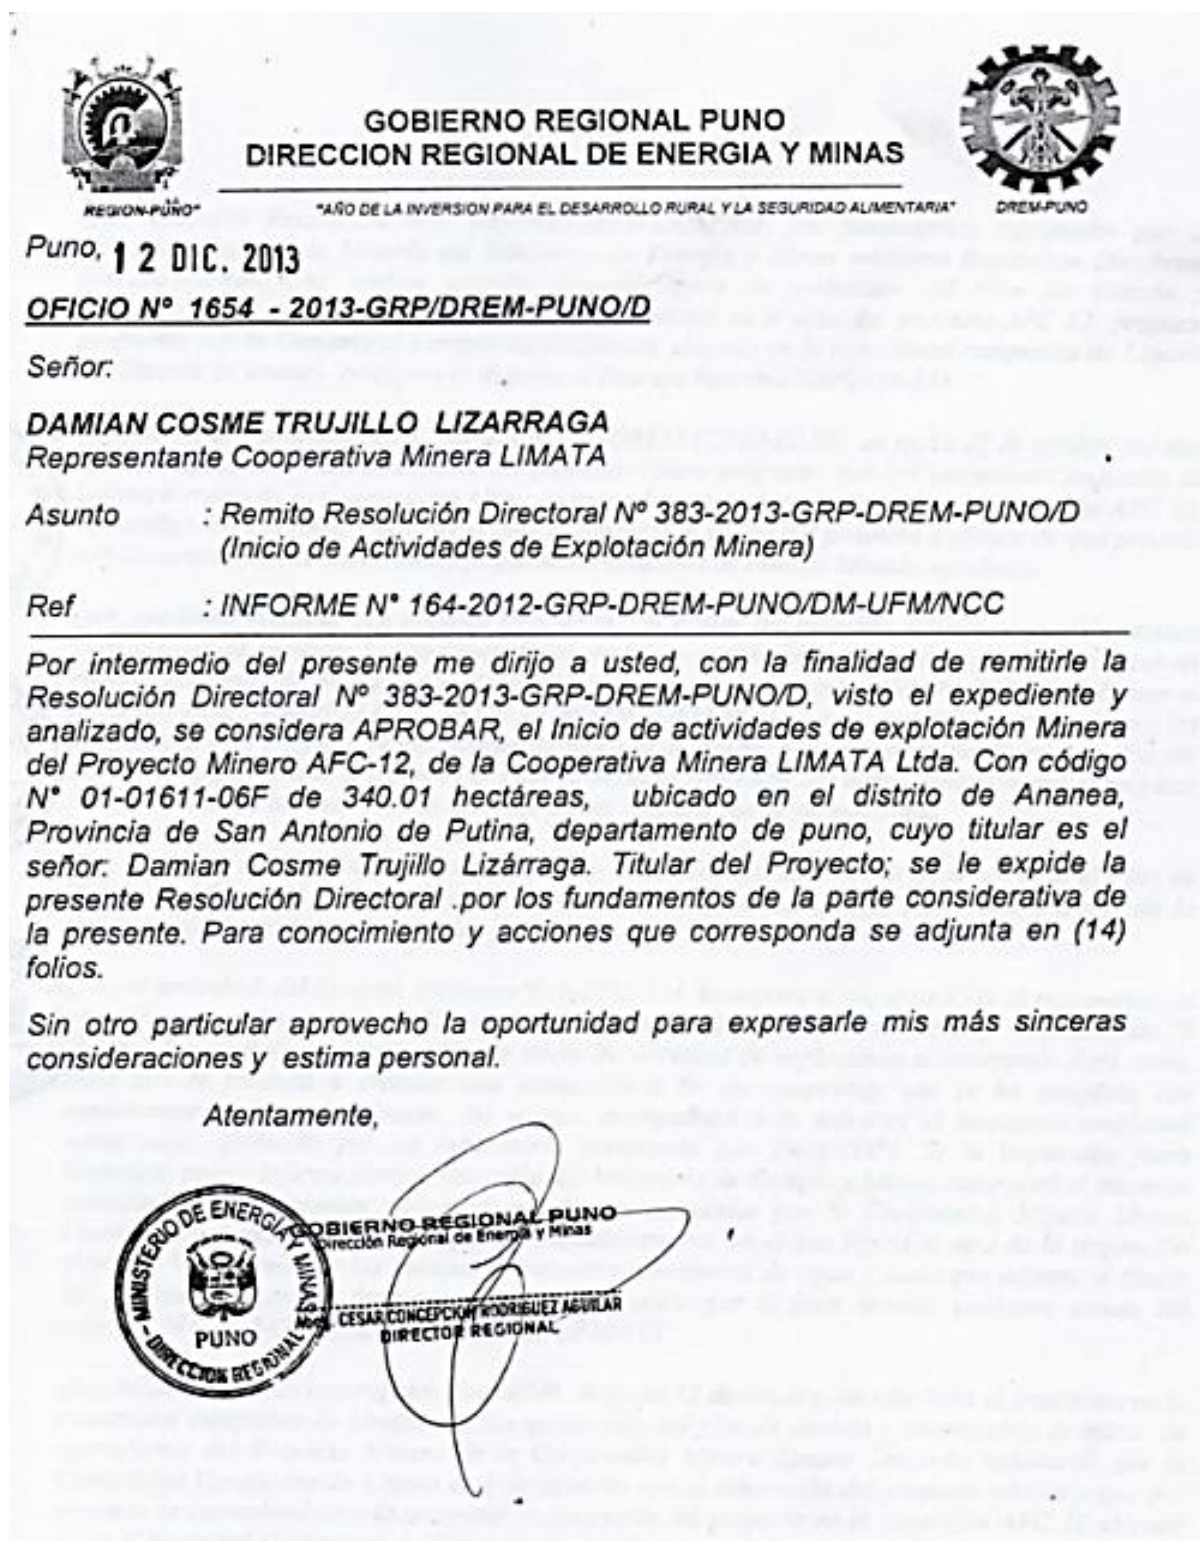 GOBIERNO REGIONAL PUNO
DIRECCION REGIONAL DE ENERGIA Y MINAS
REGION-PUNO"
"AÑO DE LA INVERSION PARA EL DESARROLLO RURAL Y LA SEGURIDAD ALIMENTARIA"
DREM-PUNO
Puno, 12 DIC. 2013
OFICIO Nº 1654 - 2013-GRP/DREM-PUNO/D
Señor:
DAMIAN COSME TRUJILLO LIZARRAGA
Representante Cooperativa Minera LIMATA
Asunto : Remito Resolución Directoral Nº 383-2013-GRP-DREM-PUNO/D
(Inicio de Actividades de Explotación Minera)
Ref : INFORME N° 164-2012-GRP-DREM-PUNO/DM-UFM/NCC
Por intermedio del presente me dirijo a usted, con la finalidad de remitirle la
Resolución Directoral Nº 383-2013-GRP-DREM-PUNO/D, visto el expediente y
analizado, se considera APROBAR, el Inicio de actividades de explotación Minera
del Proyecto Minero AFC-12, de la Cooperativa Minera LIMATA Ltda. Con código
N° 01-01611-06F de 340.01 hectáreas, ubicado en el distrito de Ananea,
Provincia de San Antonio de Putina, departamento de puno, cuyo titular es el
señor: Damian Cosme Trujillo Lizárraga. Titular del Proyecto; se le expide la
presente Resolución Directoral .por los fundamentos de la parte considerativa de
la presente. Para conocimiento y acciones que corresponda se adjunta en (14)
folios.
Sin otro particular aprovecho la oportunidad para expresarle mis más sinceras
consideraciones y estima personal.
Atentamente,
MINISTERIO DE ENERGIA Y MINAS
PUNO
DIRECCION REGIONAL
GOBIERNO REGIONAL PUNO
Dirección Regional de Energía y Minas
Abog. CESAR CONCEPCION RODRIGUEZ AGUILAR
DIRECTOR REGIONAL